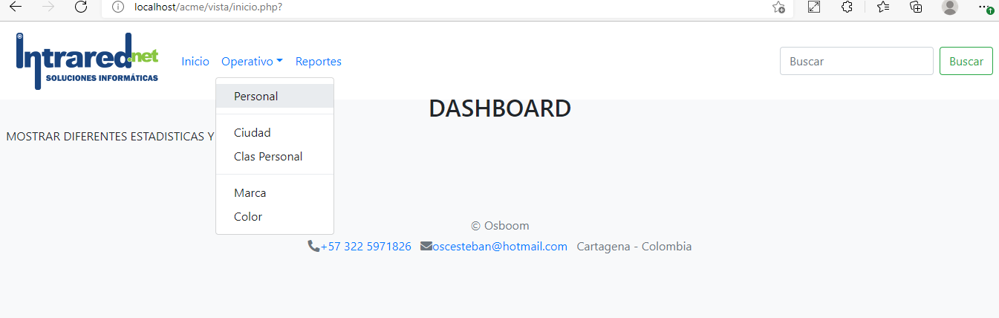 localhost/acme/vista/inicio.php?
Intrared.net
SOLUCIONES INFORMÁTICAS
Inicio Operativo Reportes
Buscar Buscar
Personal
Ciudad
Clas Personal
Marca
Color
DASHBOARD
MOSTRAR DIFERENTES ESTADISTICAS Y
© Osboom
+57 322 5971826 oscesteban@hotmail.com Cartagena - Colombia